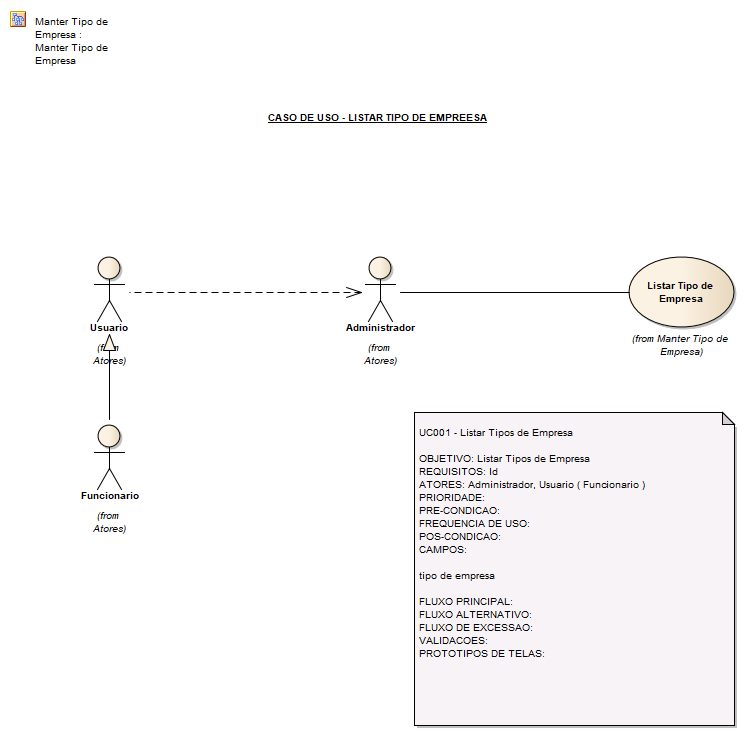 Manter Tipo de
Empresa :
Manter Tipo de
Empresa
CASO DE USO - LISTAR TIPO DE EMPREESA
Usuario
(from
Atores)
Administrador
(from
Atores)
Listar Tipo de
Empresa
(from Manter Tipo de
Empresa)
Funcionario
(from
Atores)
UC001 - Listar Tipos de Empresa
OBJETIVO: Listar Tipos de Empresa
REQUISITOS: Id
ATORES: Administrador, Usuario ( Funcionario )
PRIORIDADE:
PRE-CONDICAO:
FREQUENCIA DE USO:
POS-CONDICAO:
CAMPOS:
tipo de empresa
FLUXO PRINCIPAL:
FLUXO ALTERNATIVO:
FLUXO DE EXCESSAO:
VALIDACOES:
PROTOTIPOS DE TELAS: